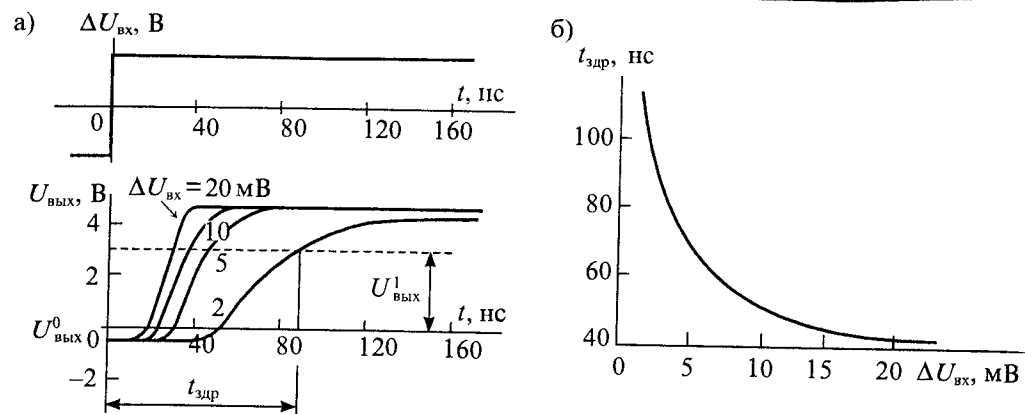 а)
ΔUвх, В
t, нс
0 40 80 120 160
Uвых, В
ΔUвх = 20 мВ
4
10
5
2
2
U¹вых
t, нс
U⁰вых 0
40 80 120 160
–2
tздр
б)
tздр, нс
100
80
60
40
0 5 10 15 20 ΔUвх, мВ